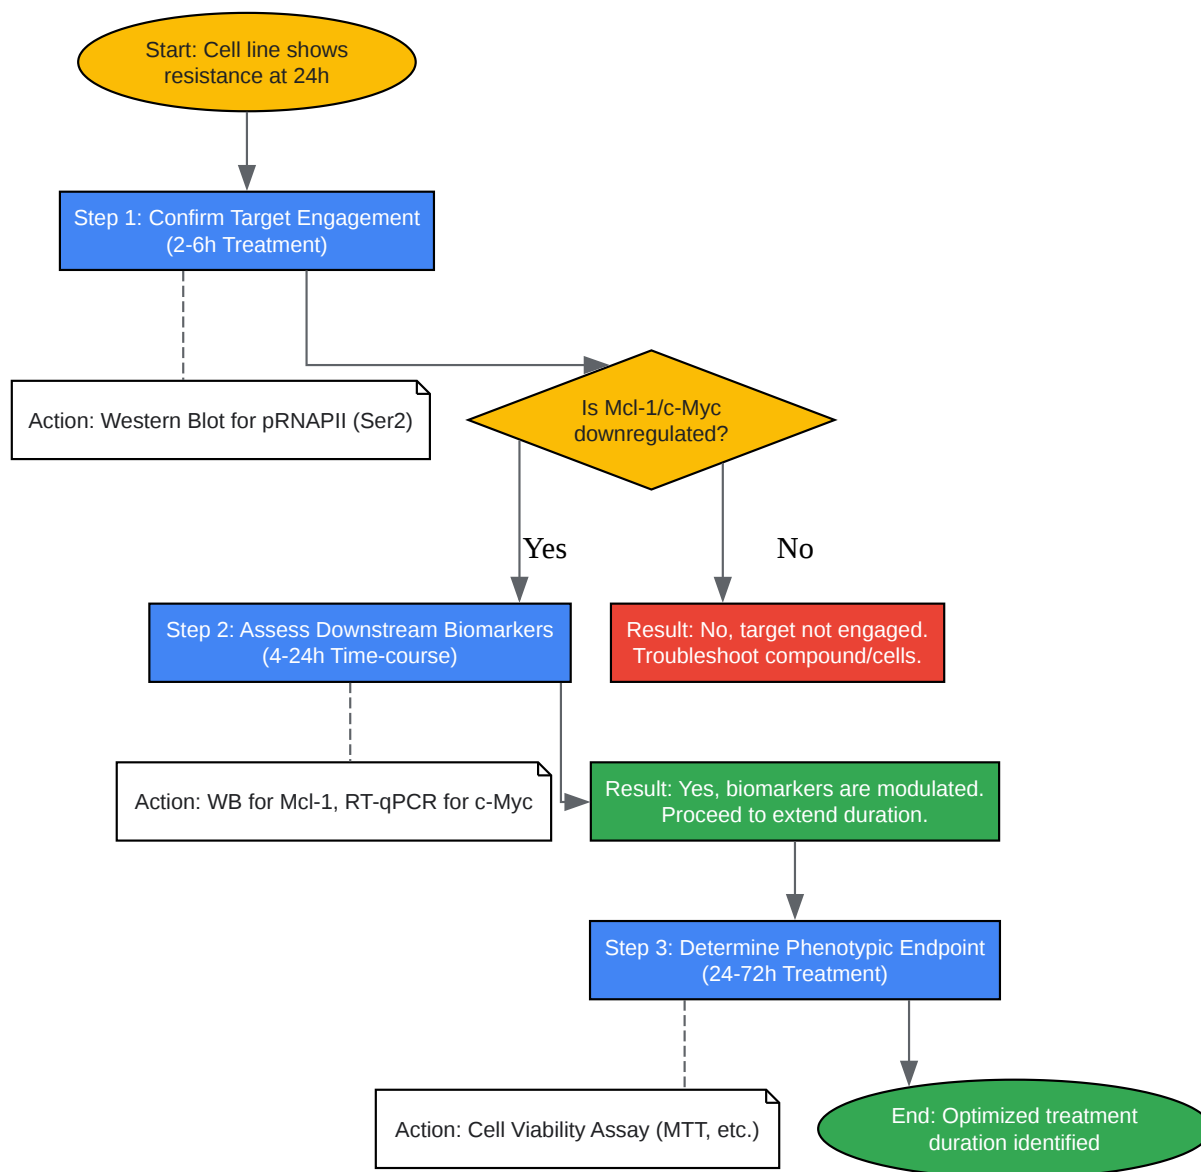 Start: Cell line shows
resistance at 24h
Step 1: Confirm Target Engagement
(2-6h Treatment)
Action: Western Blot for pRNAPII (Ser2)
Is Mcl-1/c-Myc
downregulated?
Yes
No
Step 2: Assess Downstream Biomarkers
(4-24h Time-course)
Result: No, target not engaged.
Troubleshoot compound/cells.
Action: WB for Mcl-1, RT-qPCR for c-Myc
Result: Yes, biomarkers are modulated.
Proceed to extend duration.
Step 3: Determine Phenotypic Endpoint
(24-72h Treatment)
Action: Cell Viability Assay (MTT, etc.)
End: Optimized treatment
duration identified